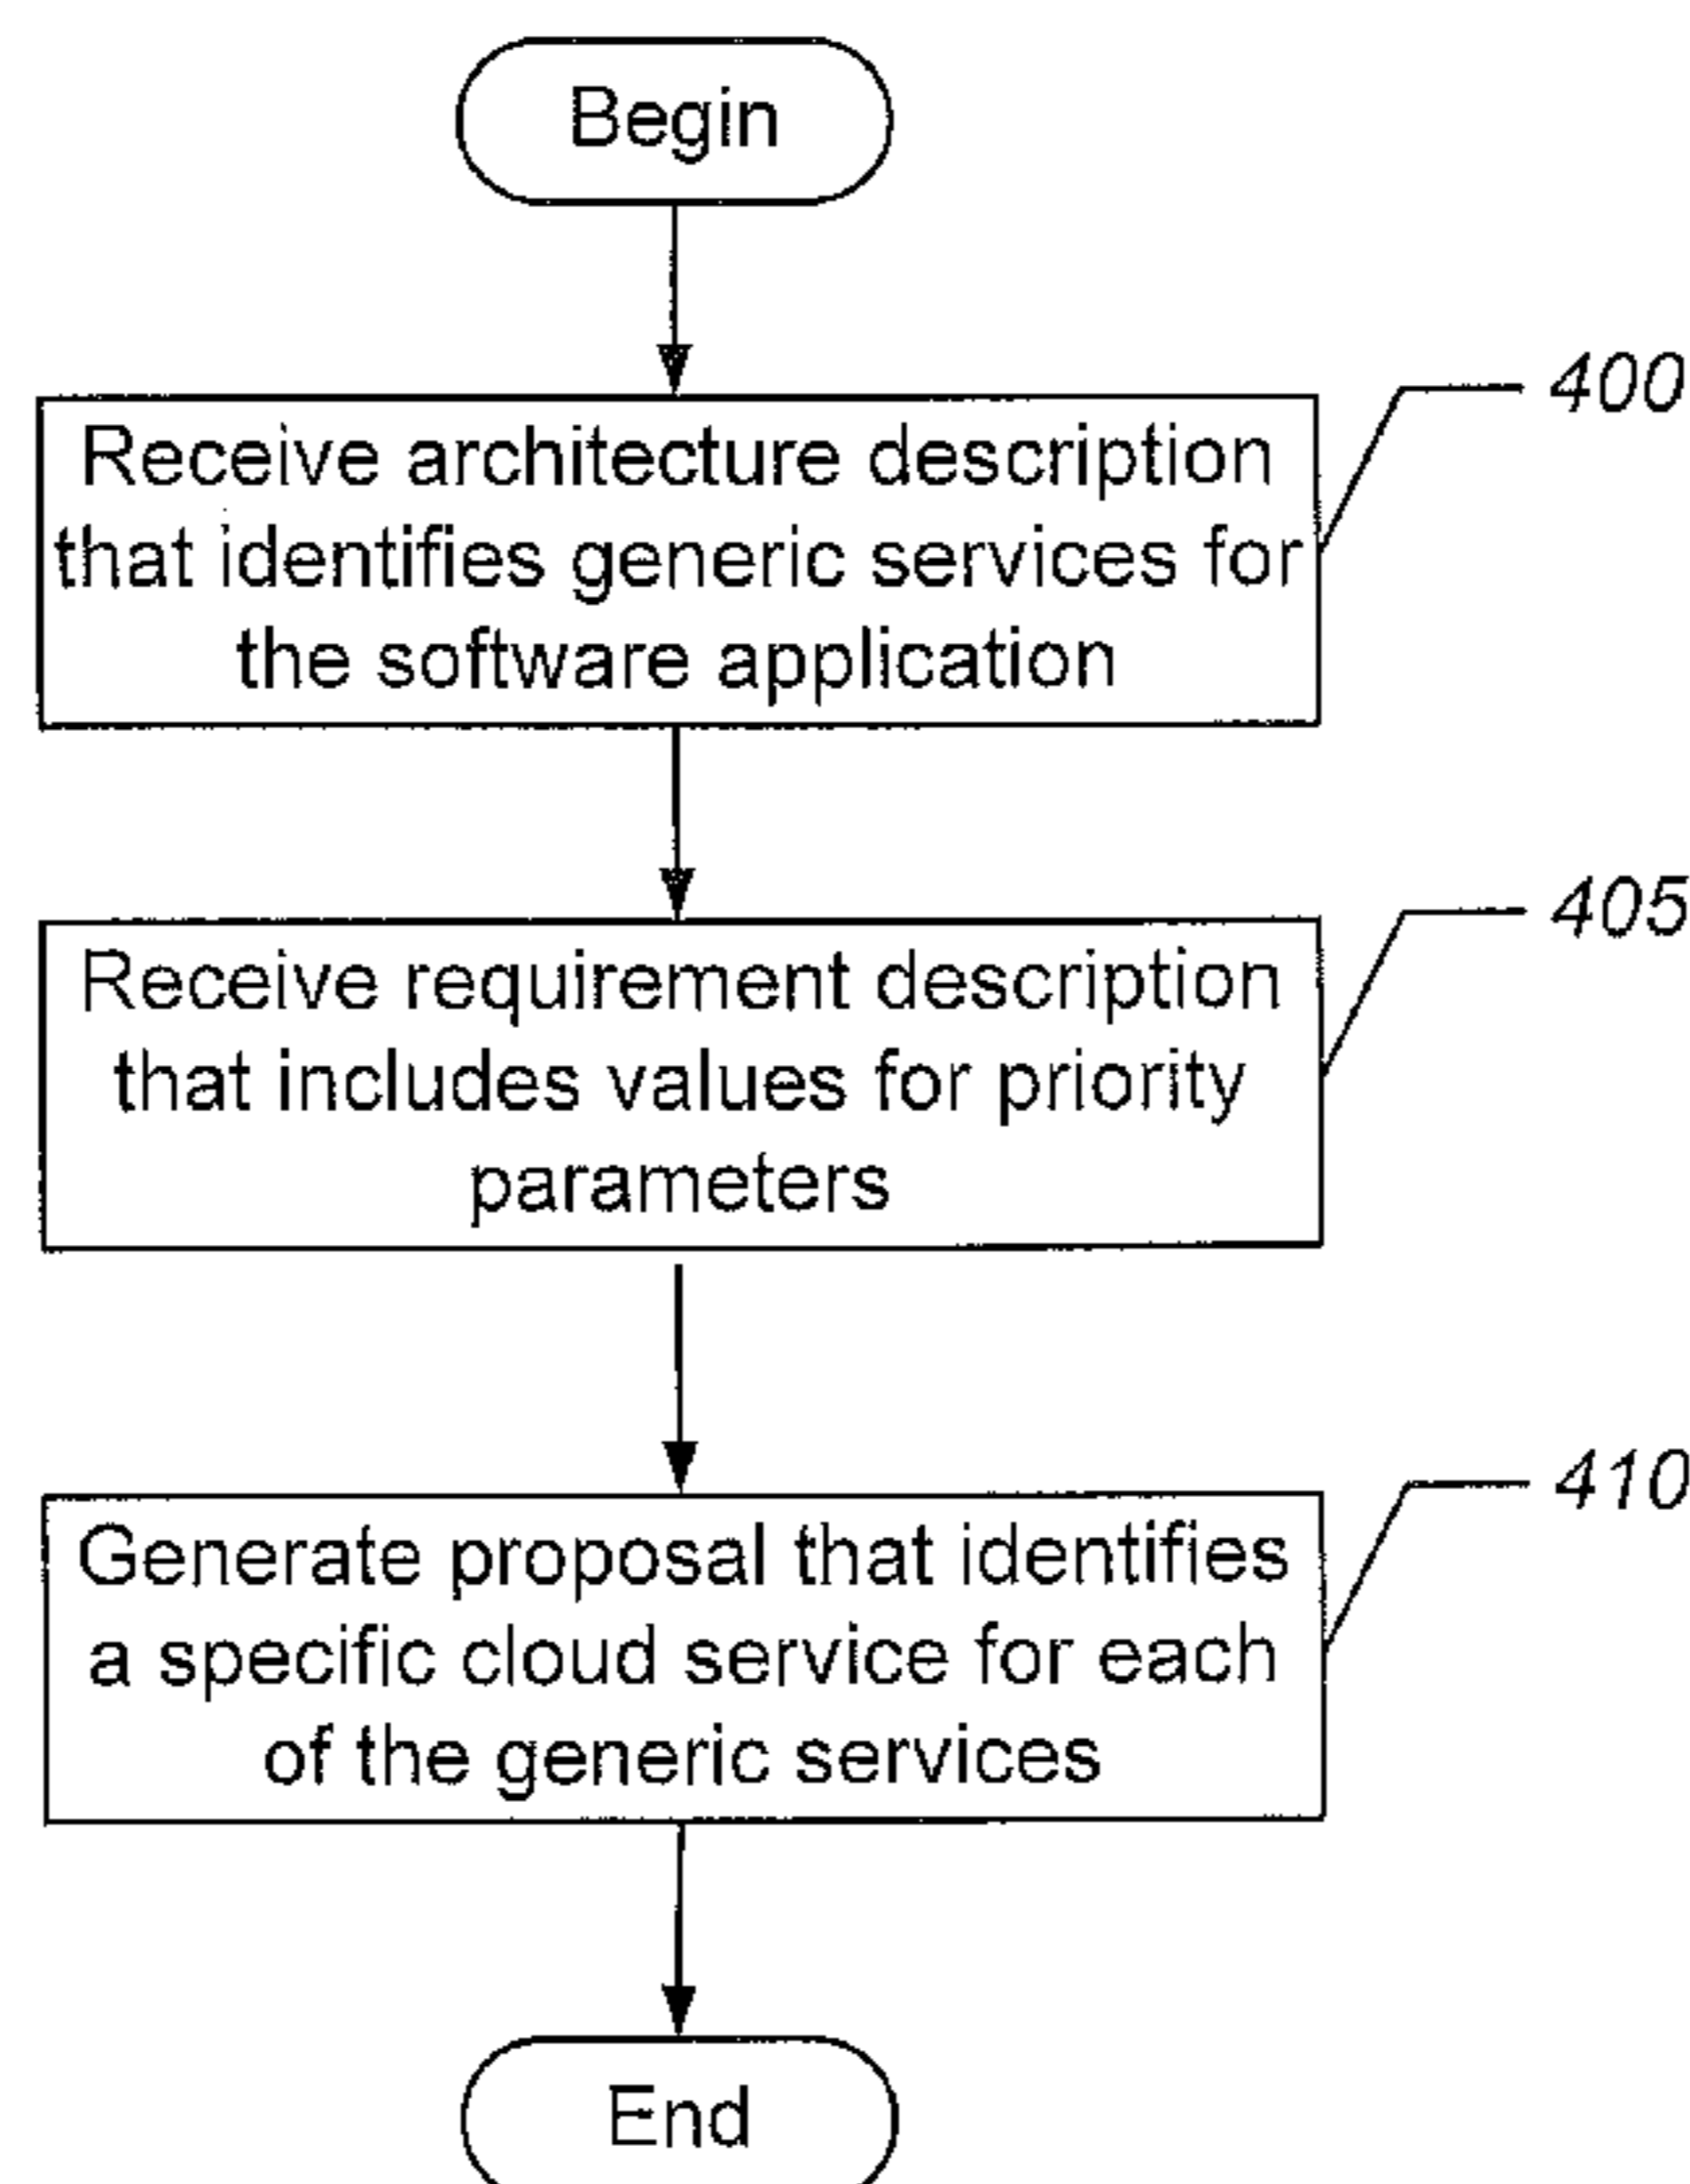 Begin
400
Receive architecture description
that identifies generic services for
the software application
405
Receive requirement description
that includes values for priority
parameters
410
Generate proposal that identifies
a specific cloud service for each
of the generic services
End